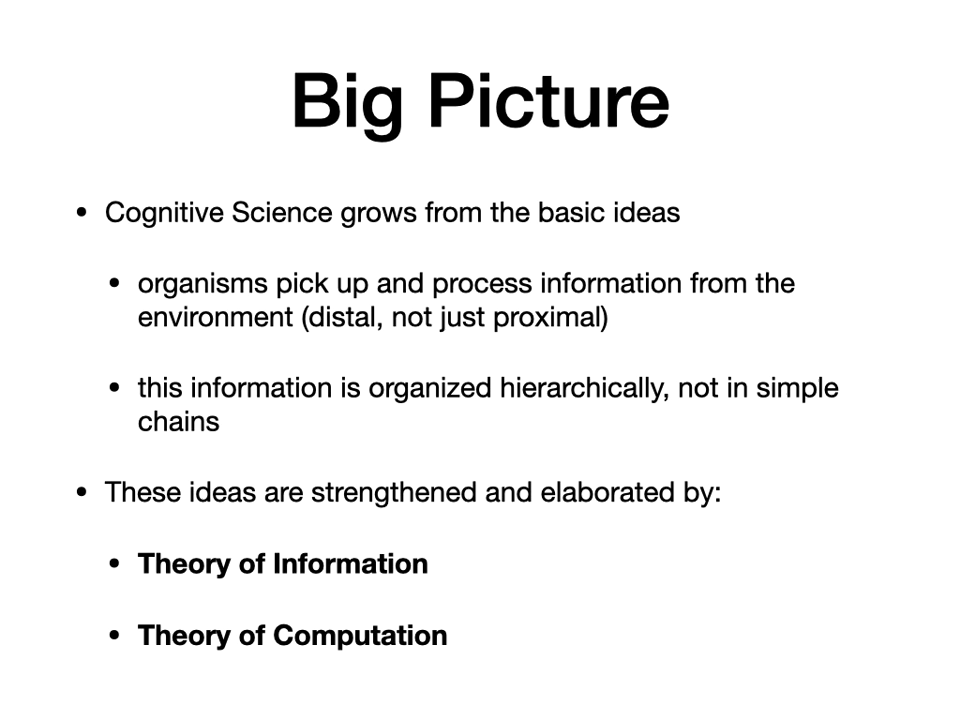 Big Picture
• Cognitive Science grows from the basic ideas
• organisms pick up and process information from the
environment (distal, not just proximal)
• this information is organized hierarchically, not in simple
chains
• These ideas are strengthened and elaborated by:
• Theory of Information
• Theory of Computation